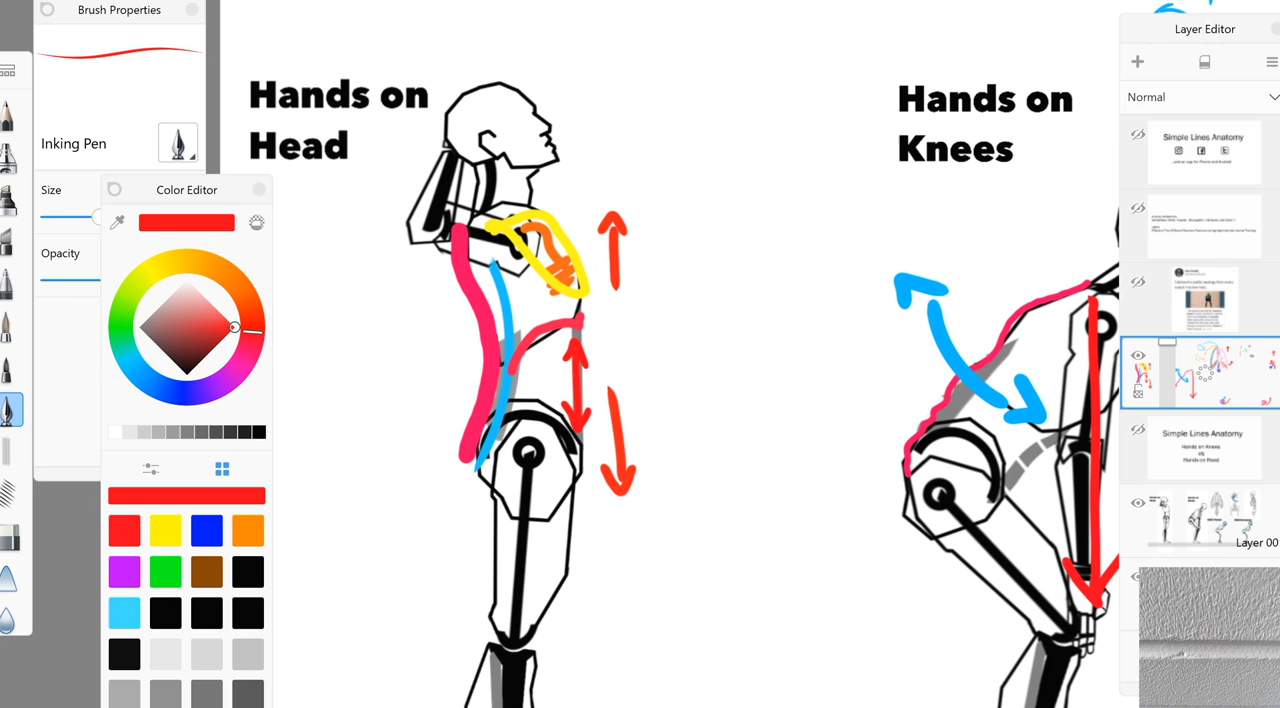 Brush Properties
Inking Pen
Size
Opacity
Color Editor
Hands on
Head
Hands on
Knees
Layer Editor
Normal
Simple Lines Anatomy
Simple Lines Anatomy
Hands on Knees
VS
Hands on Head
Layer 00